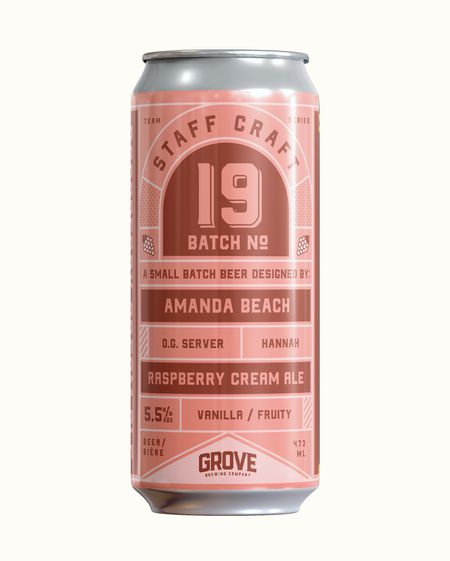 TEAM SERIES
STAFF CRAFT
19
BATCH Nº
A SMALL BATCH BEER DESIGNED BY:
AMANDA BEACH
O.G. SERVER HANNAH
RASPBERRY CREAM ALE
5.5% ABV VANILLA / FRUITY
BEER/ 473
BIÈRE ML
GROVE
BREWING COMPANY